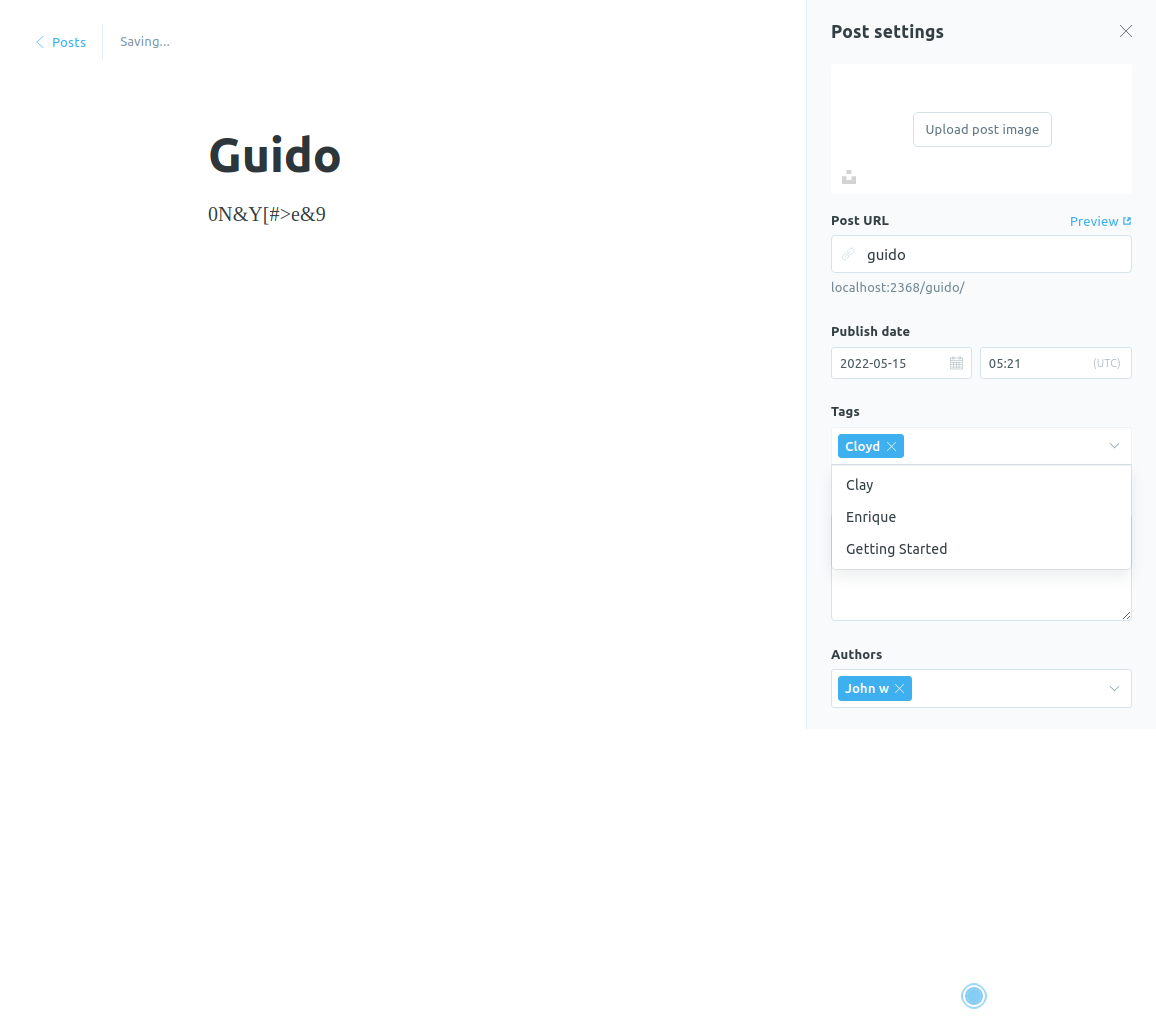 Posts
Saving...
Guido
0N&Y[#>e&9
Post settings
Upload post image
Post URL
Preview
guido
localhost:2368/guido/
Publish date
2022-05-15
05:21
(UTC)
Tags
Cloyd
Clay
Enrique
Getting Started
Authors
John w